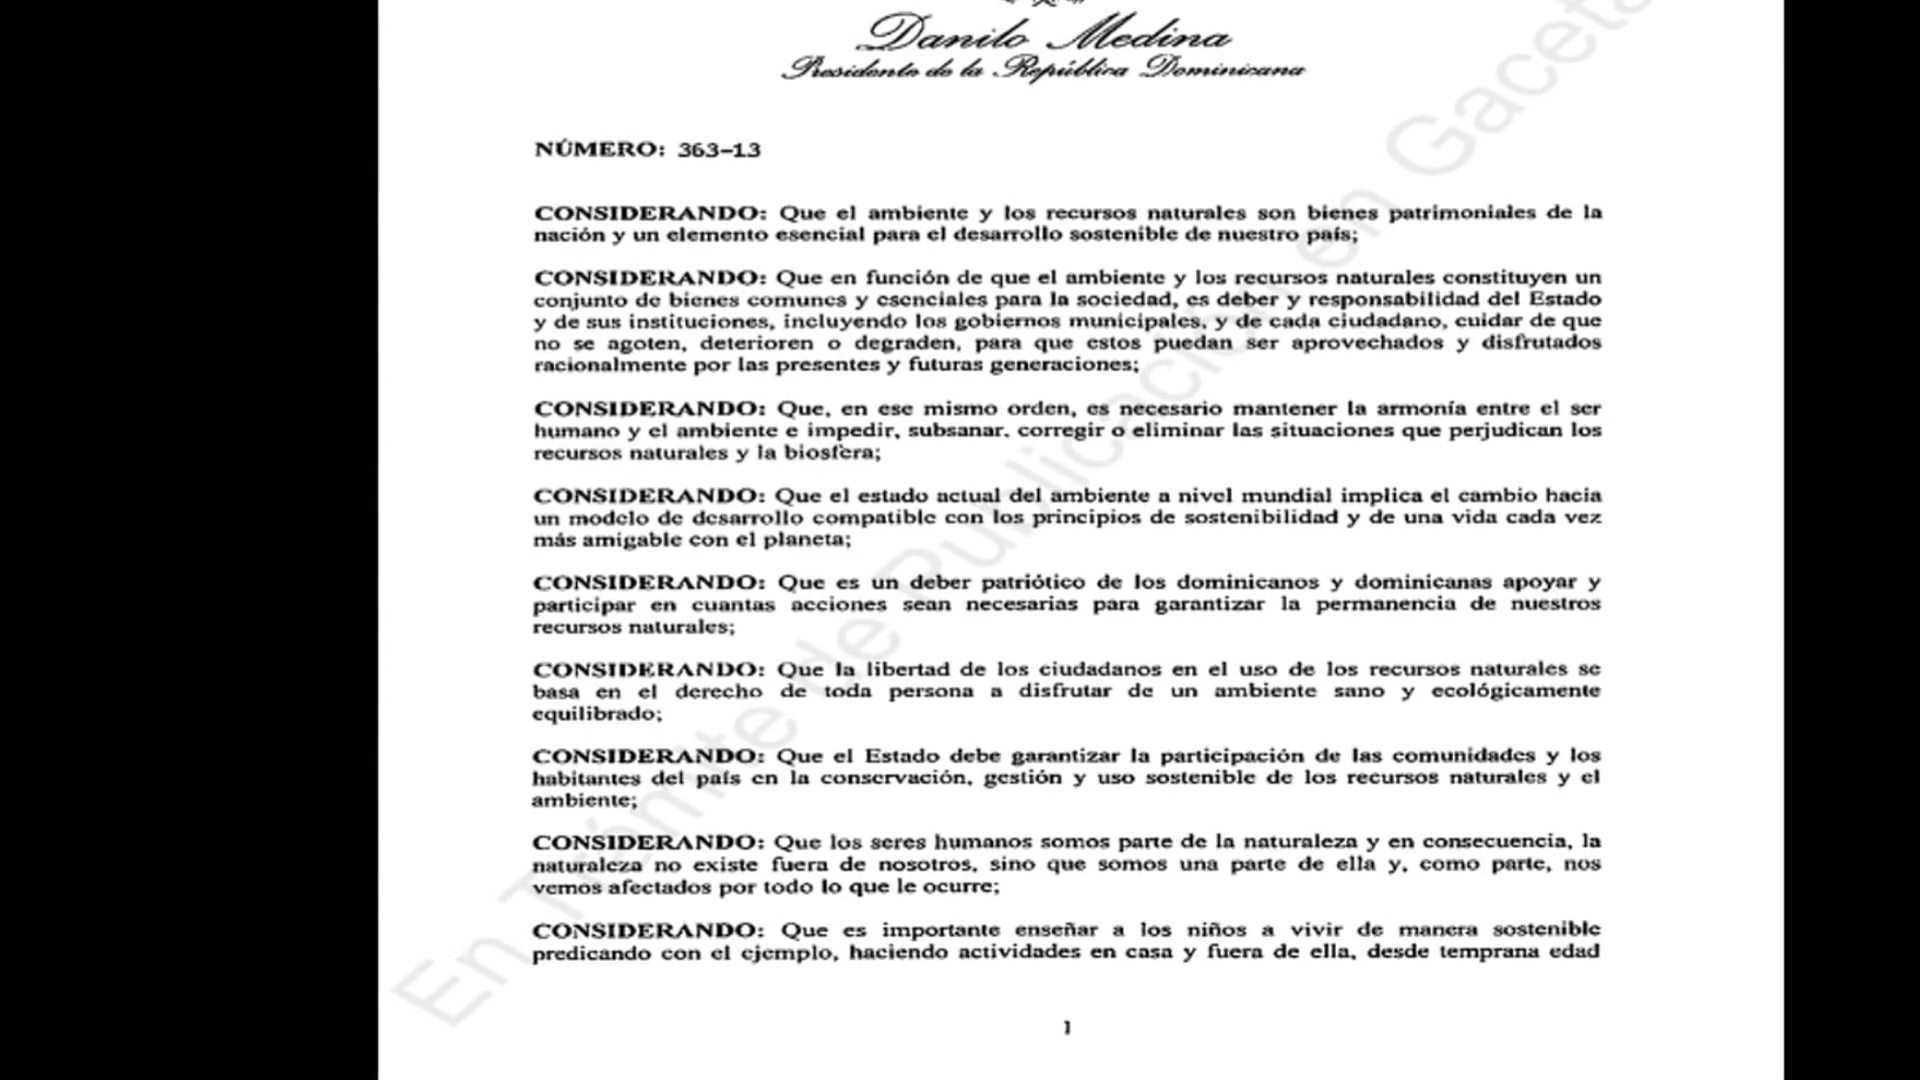 Danilo Medina
Presidente de la República Dominicana
NÚMERO: 363-13
CONSIDERANDO: Que el ambiente y los recursos naturales son bienes patrimoniales de la
nación y un elemento esencial para el desarrollo sostenible de nuestro país;
CONSIDERANDO: Que en función de que el ambiente y los recursos naturales constituyen un
conjunto de bienes comunes y esenciales para la sociedad, es deber y responsabilidad del Estado
y de sus instituciones, incluyendo los gobiernos municipales, y de cada ciudadano, cuidar de que
no se agoten, deterioren o degraden, para que estos puedan ser aprovechados y disfrutados
racionalmente por las presentes y futuras generaciones;
CONSIDERANDO: Que, en ese mismo orden, es necesario mantener la armonía entre el ser
humano y el ambiente e impedir, subsanar, corregir o eliminar las situaciones que perjudican los
recursos naturales y la biosfera;
CONSIDERANDO: Que el estado actual del ambiente a nivel mundial implica el cambio hacia
un modelo de desarrollo compatible con los principios de sostenibilidad y de una vida cada vez
más amigable con el planeta;
CONSIDERANDO: Que es un deber patriótico de los dominicanos y dominicanas apoyar y
participar en cuantas acciones sean necesarias para garantizar la permanencia de nuestros
recursos naturales;
CONSIDERANDO: Que la libertad de los ciudadanos en el uso de los recursos naturales se
basa en el derecho de toda persona a disfrutar de un ambiente sano y ecológicamente
equilibrado;
CONSIDERANDO: Que el Estado debe garantizar la participación de las comunidades y los
habitantes del país en la conservación, gestión y uso sostenible de los recursos naturales y el
ambiente;
CONSIDERANDO: Que los seres humanos somos parte de la naturaleza y en consecuencia, la
naturaleza no existe fuera de nosotros, sino que somos una parte de ella y, como parte, nos
vemos afectados por todo lo que le ocurre;
CONSIDERANDO: Que es importante enseñar a los niños a vivir de manera sostenible
predicando con el ejemplo, haciendo actividades en casa y fuera de ella, desde temprana edad
1
En Trámite de Publicación en Gaceta